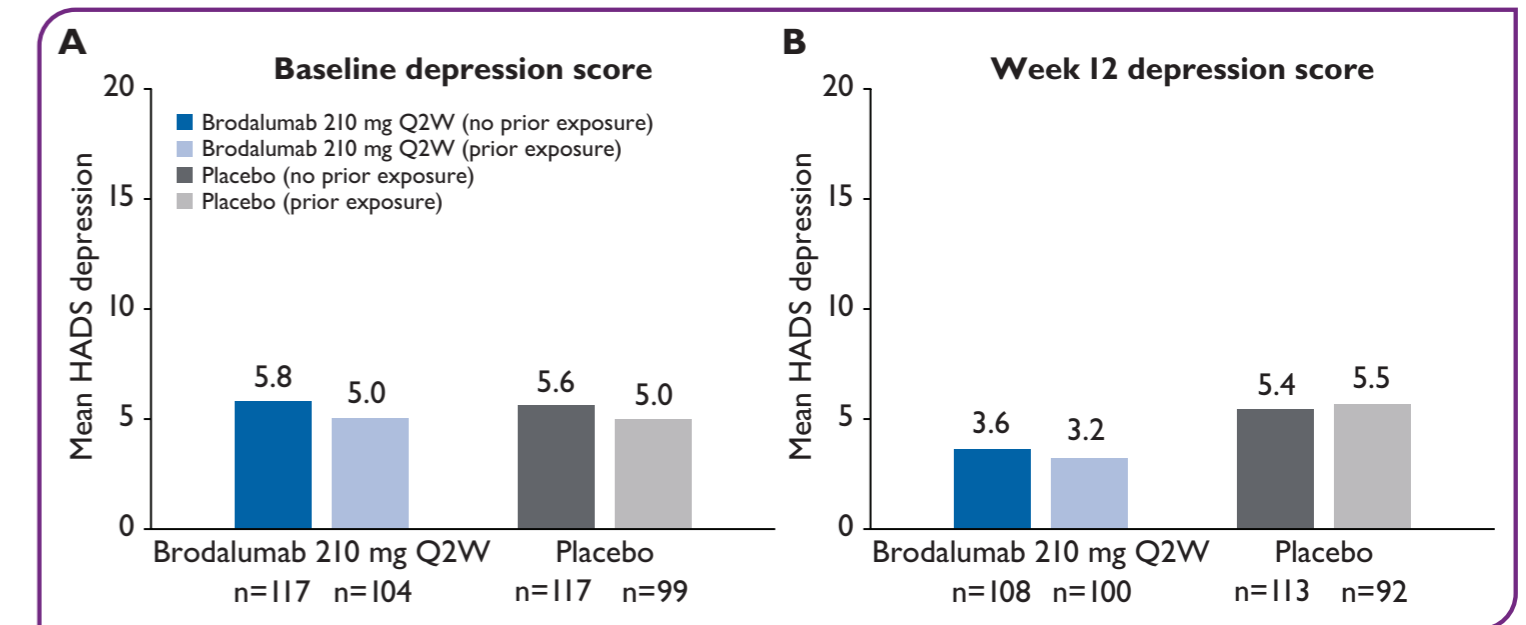 A
Baseline depression score
Mean HADS depression
20
15
10
5
0
Brodalumab 210 mg Q2W (no prior exposure)
Brodalumab 210 mg Q2W (prior exposure)
Placebo (no prior exposure)
Placebo (prior exposure)
5.8
5.0
5.6
5.0
Brodalumab 210 mg Q2W Placebo
n=117 n=104 n=117 n=99
B
Week 12 depression score
Mean HADS depression
20
15
10
5
0
3.6
3.2
5.4
5.5
Brodalumab 210 mg Q2W Placebo
n=108 n=100 n=113 n=92